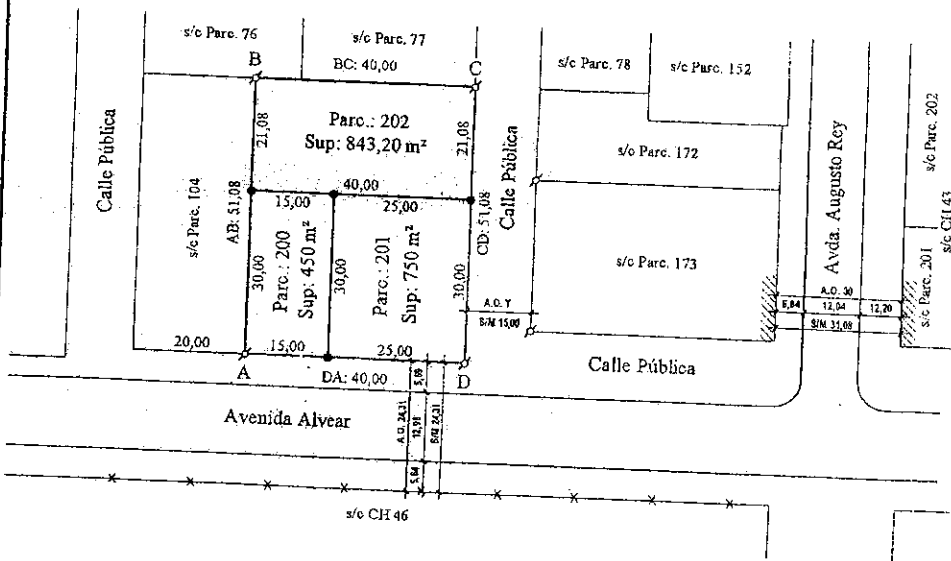 s/c Parc. 76
s/c Parc. 77
B
BC: 40,00
C
s/c Parc. 78
s/c Parc. 152
s/c Parc. 202
Calle Pública
21,08
Parc.: 202
Sup: 843,20 m²
21,08
Calle Pública
s/c Parc. 172
Avda. Augusto Rey
s/c CH 43
s/c Parc. 104
AB: 51,08
40,00
15,00
25,00
CD: 51,08
30,00
Parc.: 200
Sup: 450 m²
30,00
Parc.: 201
Sup: 750 m²
30,00
s/c Parc. 173
s/c Parc. 201
A.O. Y
S/M 15,00
A.O. 30
6,84
12,04
12,20
S/M 31,08
20,00
A
15,00
25,00
DA: 40,00
D
Calle Pública
Avenida Alvear
A.O. 24,31
12,98
S/M 24,31
5,64
s/c CH 46